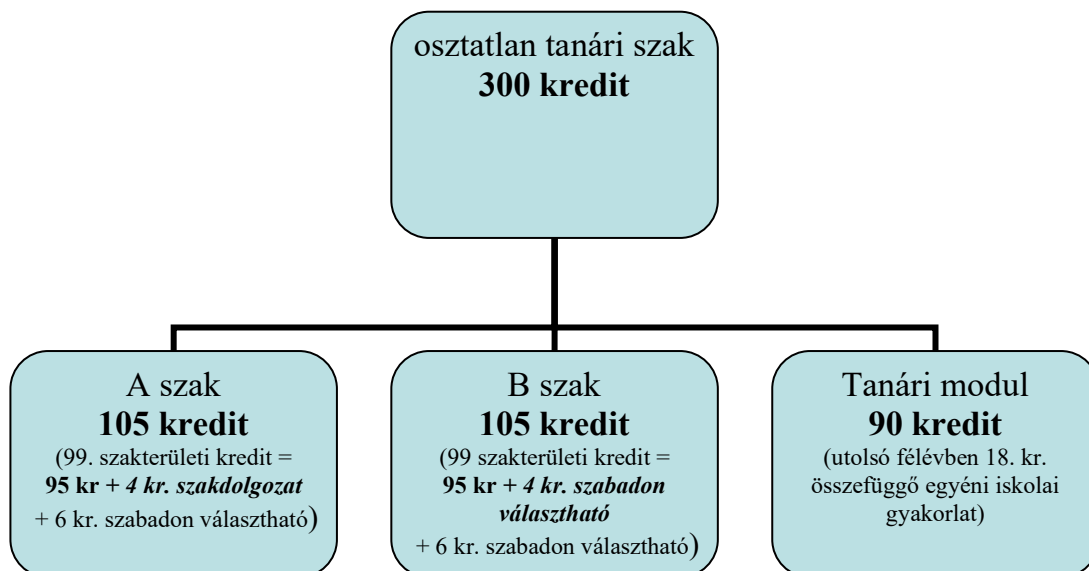 osztatlan tanári szak
300 kredit
A szak
105 kredit
(99. szakterületi kredit =
95 kr + 4 kr. szakdolgozat
+ 6 kr. szabadon választható)
B szak
105 kredit
(99 szakterületi kredit =
95 kr + 4 kr. szabadon
választható
+ 6 kr. szabadon választható)
Tanári modul
90 kredit
(utolsó félévben 18. kr.
összefüggő egyéni iskolai
gyakorlat)